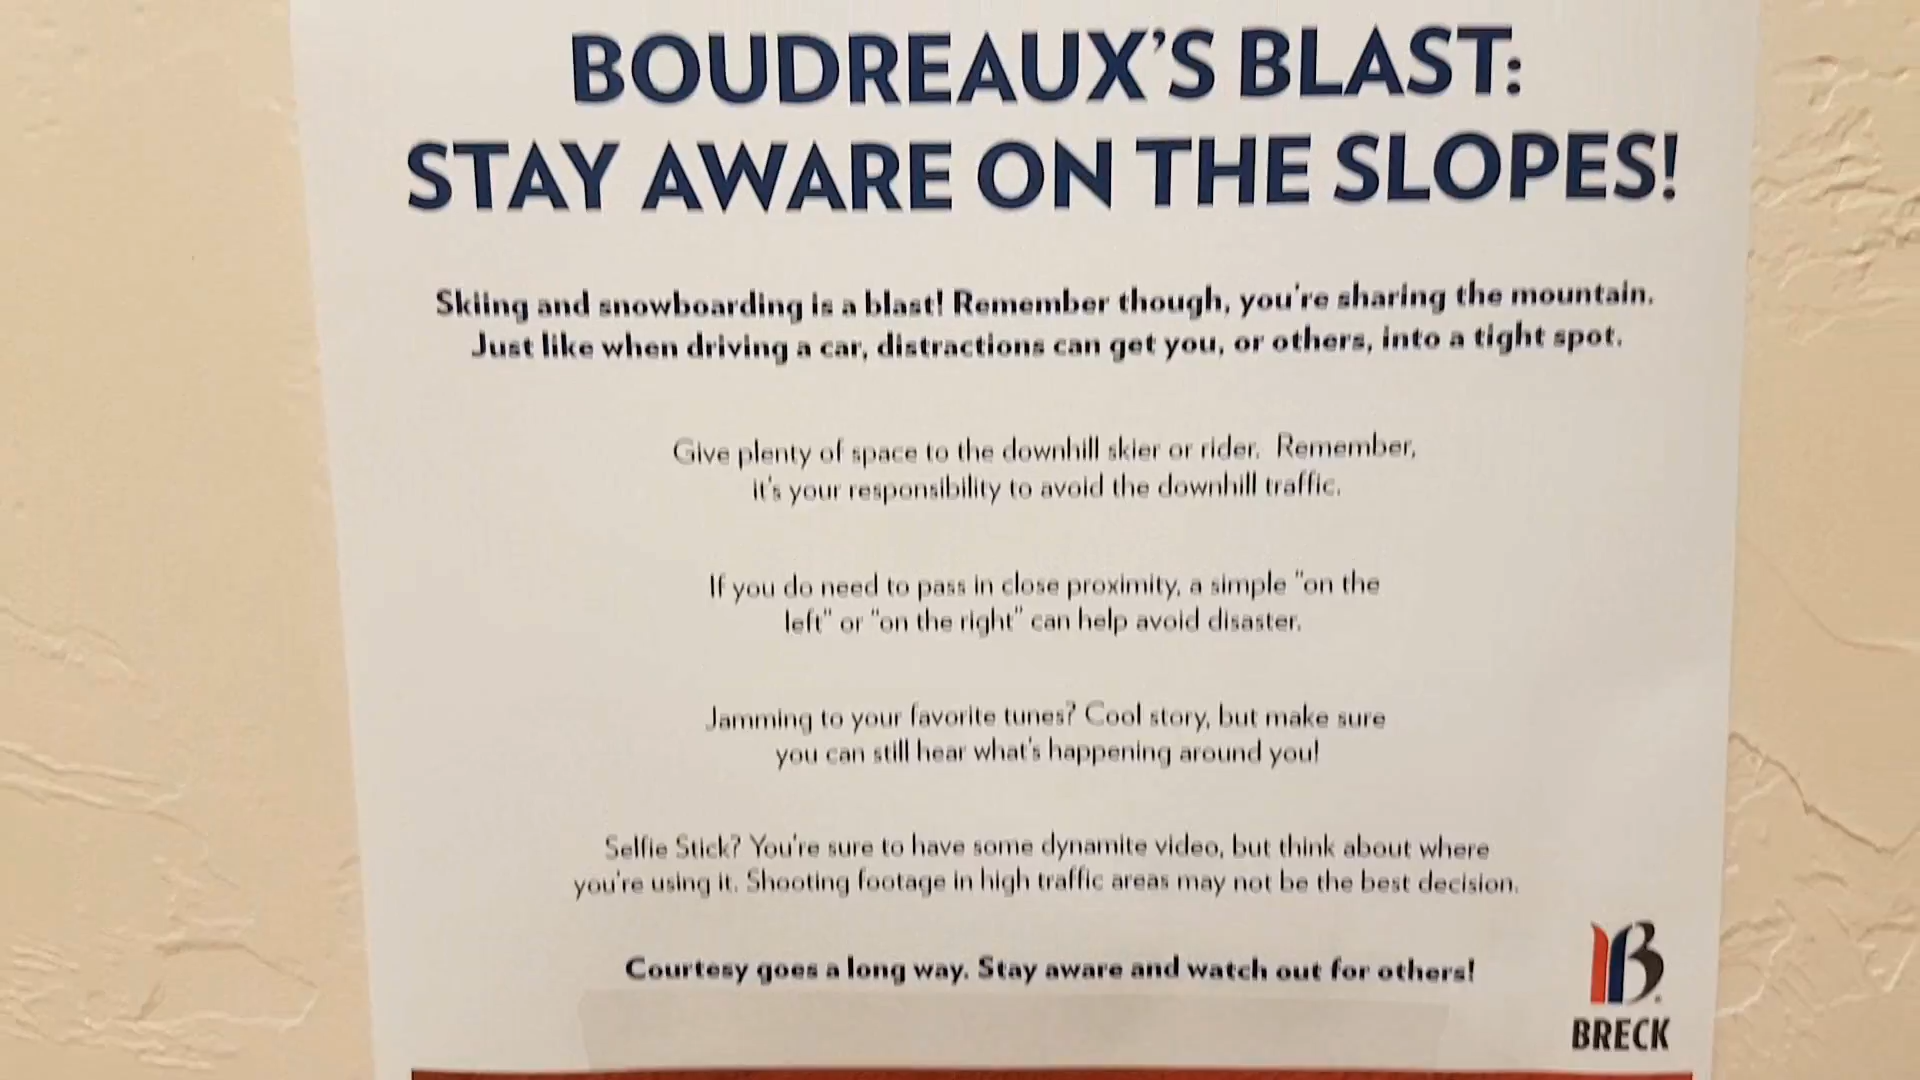 BOUDREAUX'S BLAST:
STAY AWARE ON THE SLOPES!
Skiing and snowboarding is a blast! Remember though, you're sharing the mountain.
Just like when driving a car, distractions can get you, or others, into a tight spot.
Give plenty of space to the downhill skier or rider. Remember,
it's your responsibility to avoid the downhill traffic.
If you do need to pass in close proximity, a simple "on the
left" or "on the right" can help avoid disaster.
Jamming to your favorite tunes? Cool story, but make sure
you can still hear what's happening around you!
Selfie Stick? You're sure to have some dynamite video, but think about where
you're using it. Shooting footage in high traffic areas may not be the best decision.
Courtesy goes a long way. Stay aware and watch out for others!
B.
BRECK